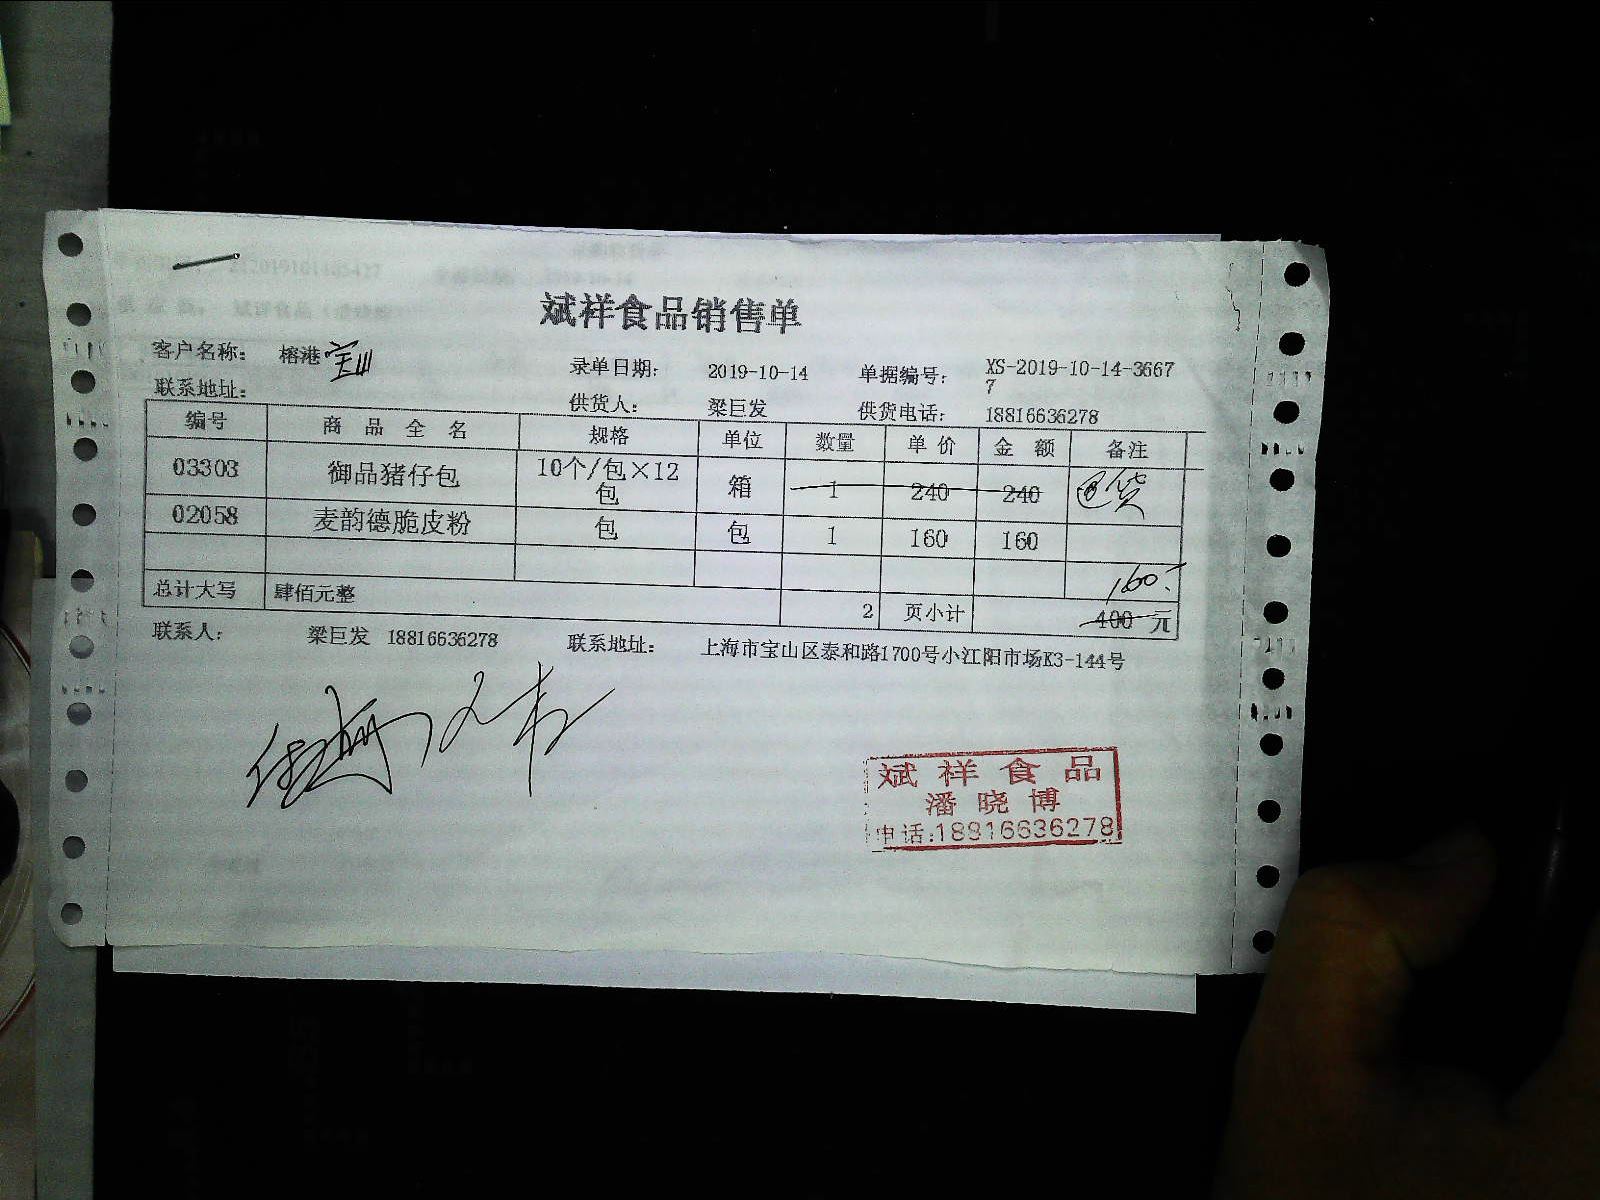 斌祥食品销售单
客户名称： 榕港宝山 录单日期： 2019-10-14 单据编号： XS-2019-10-14-36677
联系地址： 供货人： 梁巨发 供货电话： 18816636278
编号 商品全名 规格 单位 数量 单价 金额 备注
03303 御品猪仔包 10个/包×12包 箱 1 240 240 退货
02058 麦韵德脆皮粉 包 包 1 160 160
160.-
总计大写 肆佰元整 2 页小计 400 元
联系人： 梁巨发 18816636278 联系地址： 上海市宝山区泰和路1700号小江阳市场K3-144号
斌祥食品
潘晓博
电话:18816636278